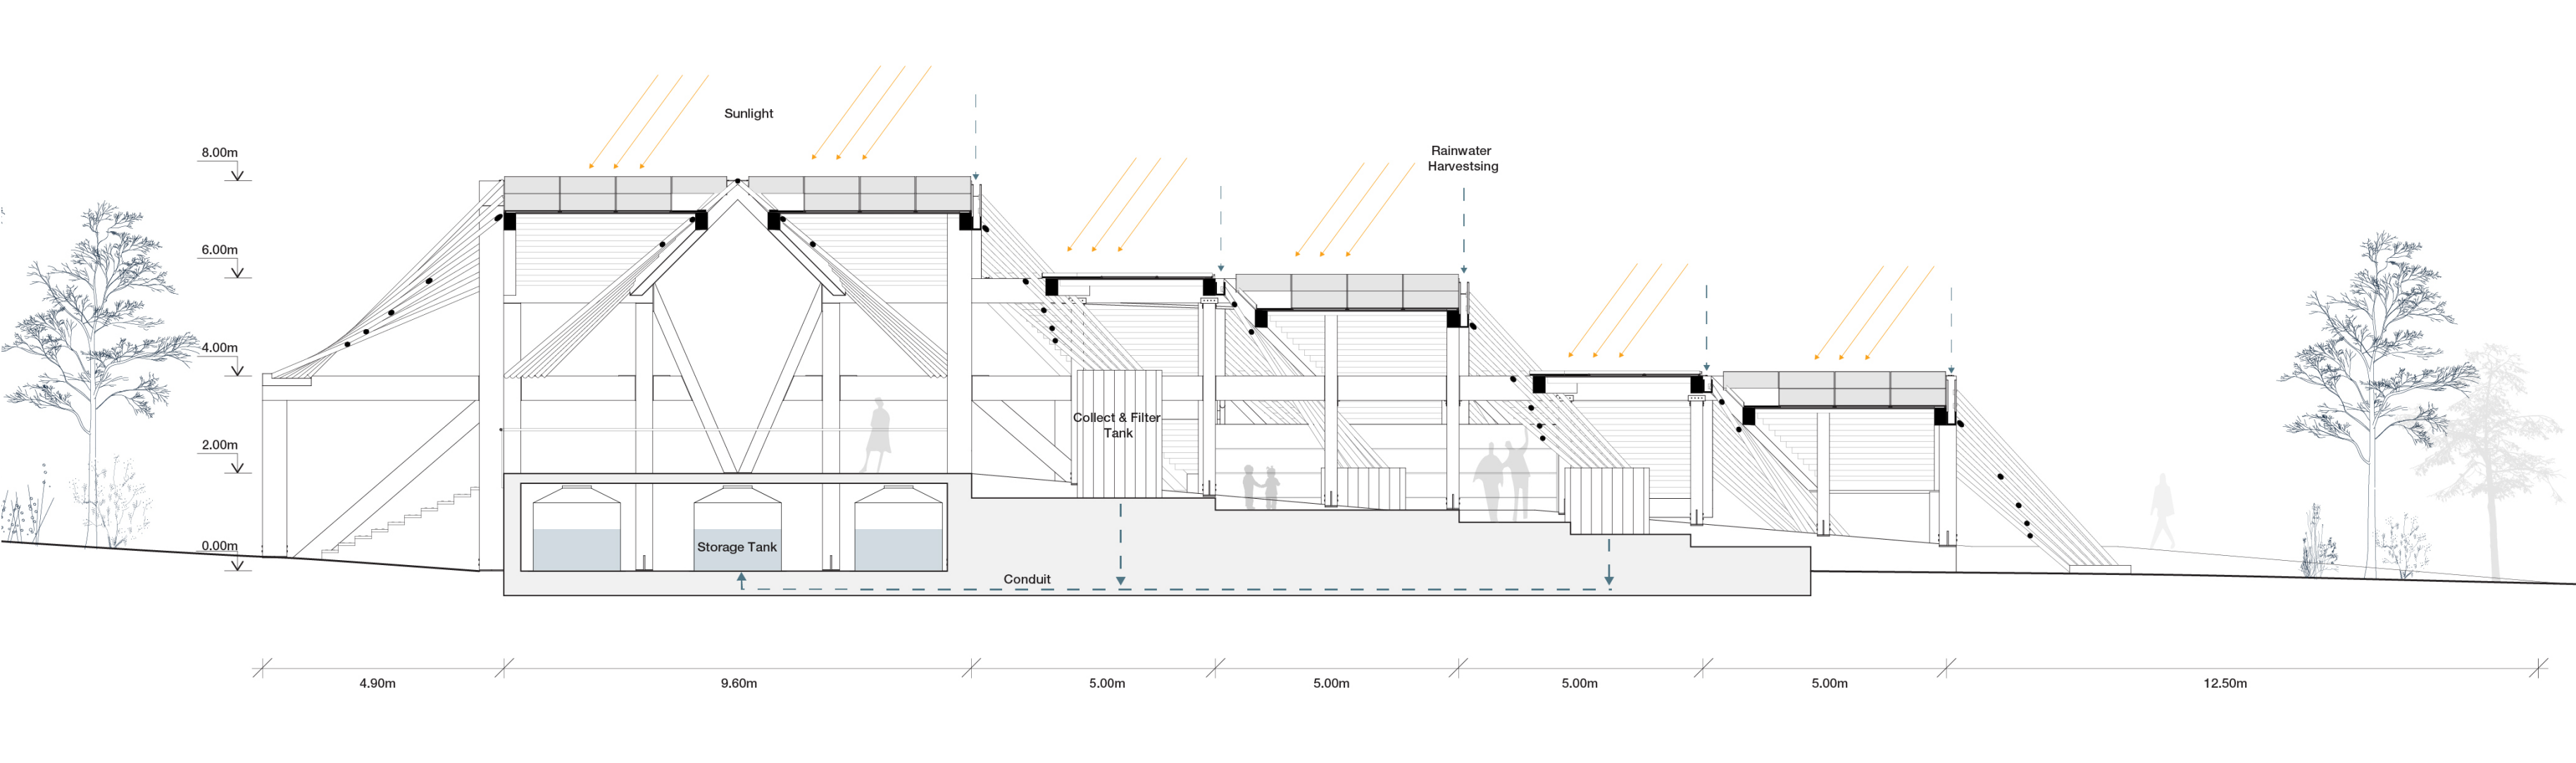 Sunlight
Rainwater
Harvestsing
8.00m
6.00m
4.00m
2.00m
0.00m
Collect & Filter
Tank
Storage Tank
Conduit
4.90m
9.60m
5.00m
5.00m
5.00m
5.00m
12.50m